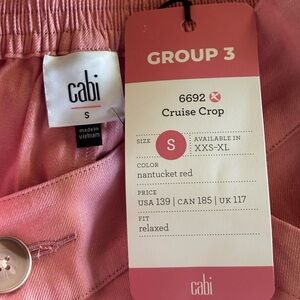 cabi
S
made in
vietnam
GROUP 3
6692
Cruise Crop
SIZE
S
AVAILABLE IN
XXS-XL
COLOR
nantucket red
PRICE
USA 139 | CAN 185 | UK 117
FIT
relaxed
cabi